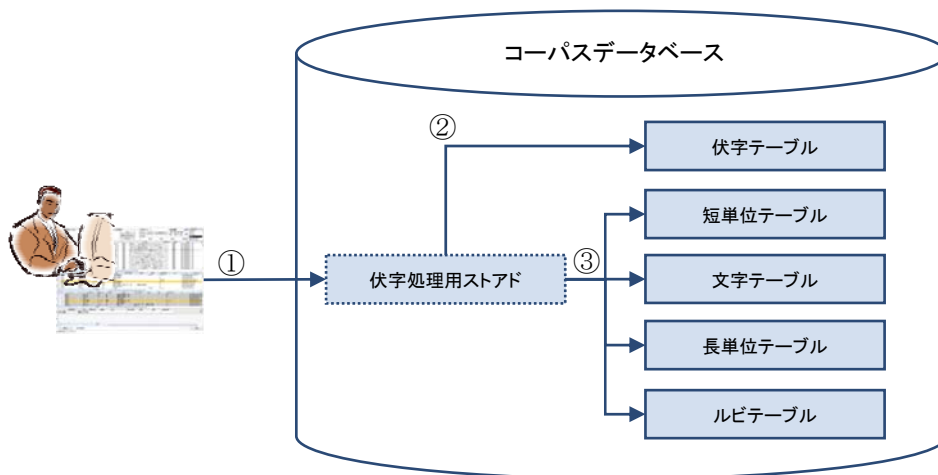 コーパスデータベース
②
伏字テーブル
短単位テーブル
①
伏字処理用ストアド
③
文字テーブル
長単位テーブル
ルビテーブル